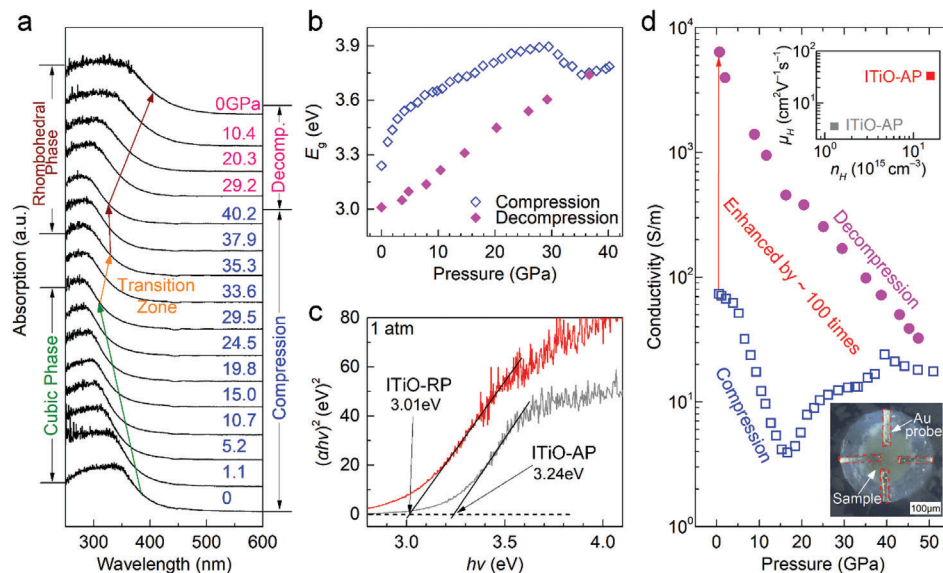 a
Absorption (a.u.)
Rhombohedral
Phase
Cubic Phase
Transition
Zone
0GPa
10.4
20.3
29.2
40.2
37.9
35.3
33.6
29.5
24.5
19.8
15.0
10.7
5.2
1.1
0
Decomp.
Compression
300 400 500 600
Wavelength (nm)
b
Eg (eV)
3.9
3.6
3.3
3.0
Compression
Decompression
0 10 20 30 40
Pressure (GPa)
c
(αhν)² (eV)²
80
60
40
20
0
1 atm
ITiO-RP
3.01eV
ITiO-AP
3.24eV
3.0 3.5 4.0
hν (eV)
d
Conductivity (S/m)
10⁴
10³
10²
10¹
10⁰
Enhanced by ~ 100 times
Decompression
Compression
μH (cm²V⁻¹s⁻¹)
10²
10¹
ITiO-AP
ITiO-AP
10⁰ 10¹
nH (10¹⁵ cm⁻³)
Au
probe
Sample
100μm
0 10 20 30 40 50
Pressure (GPa)